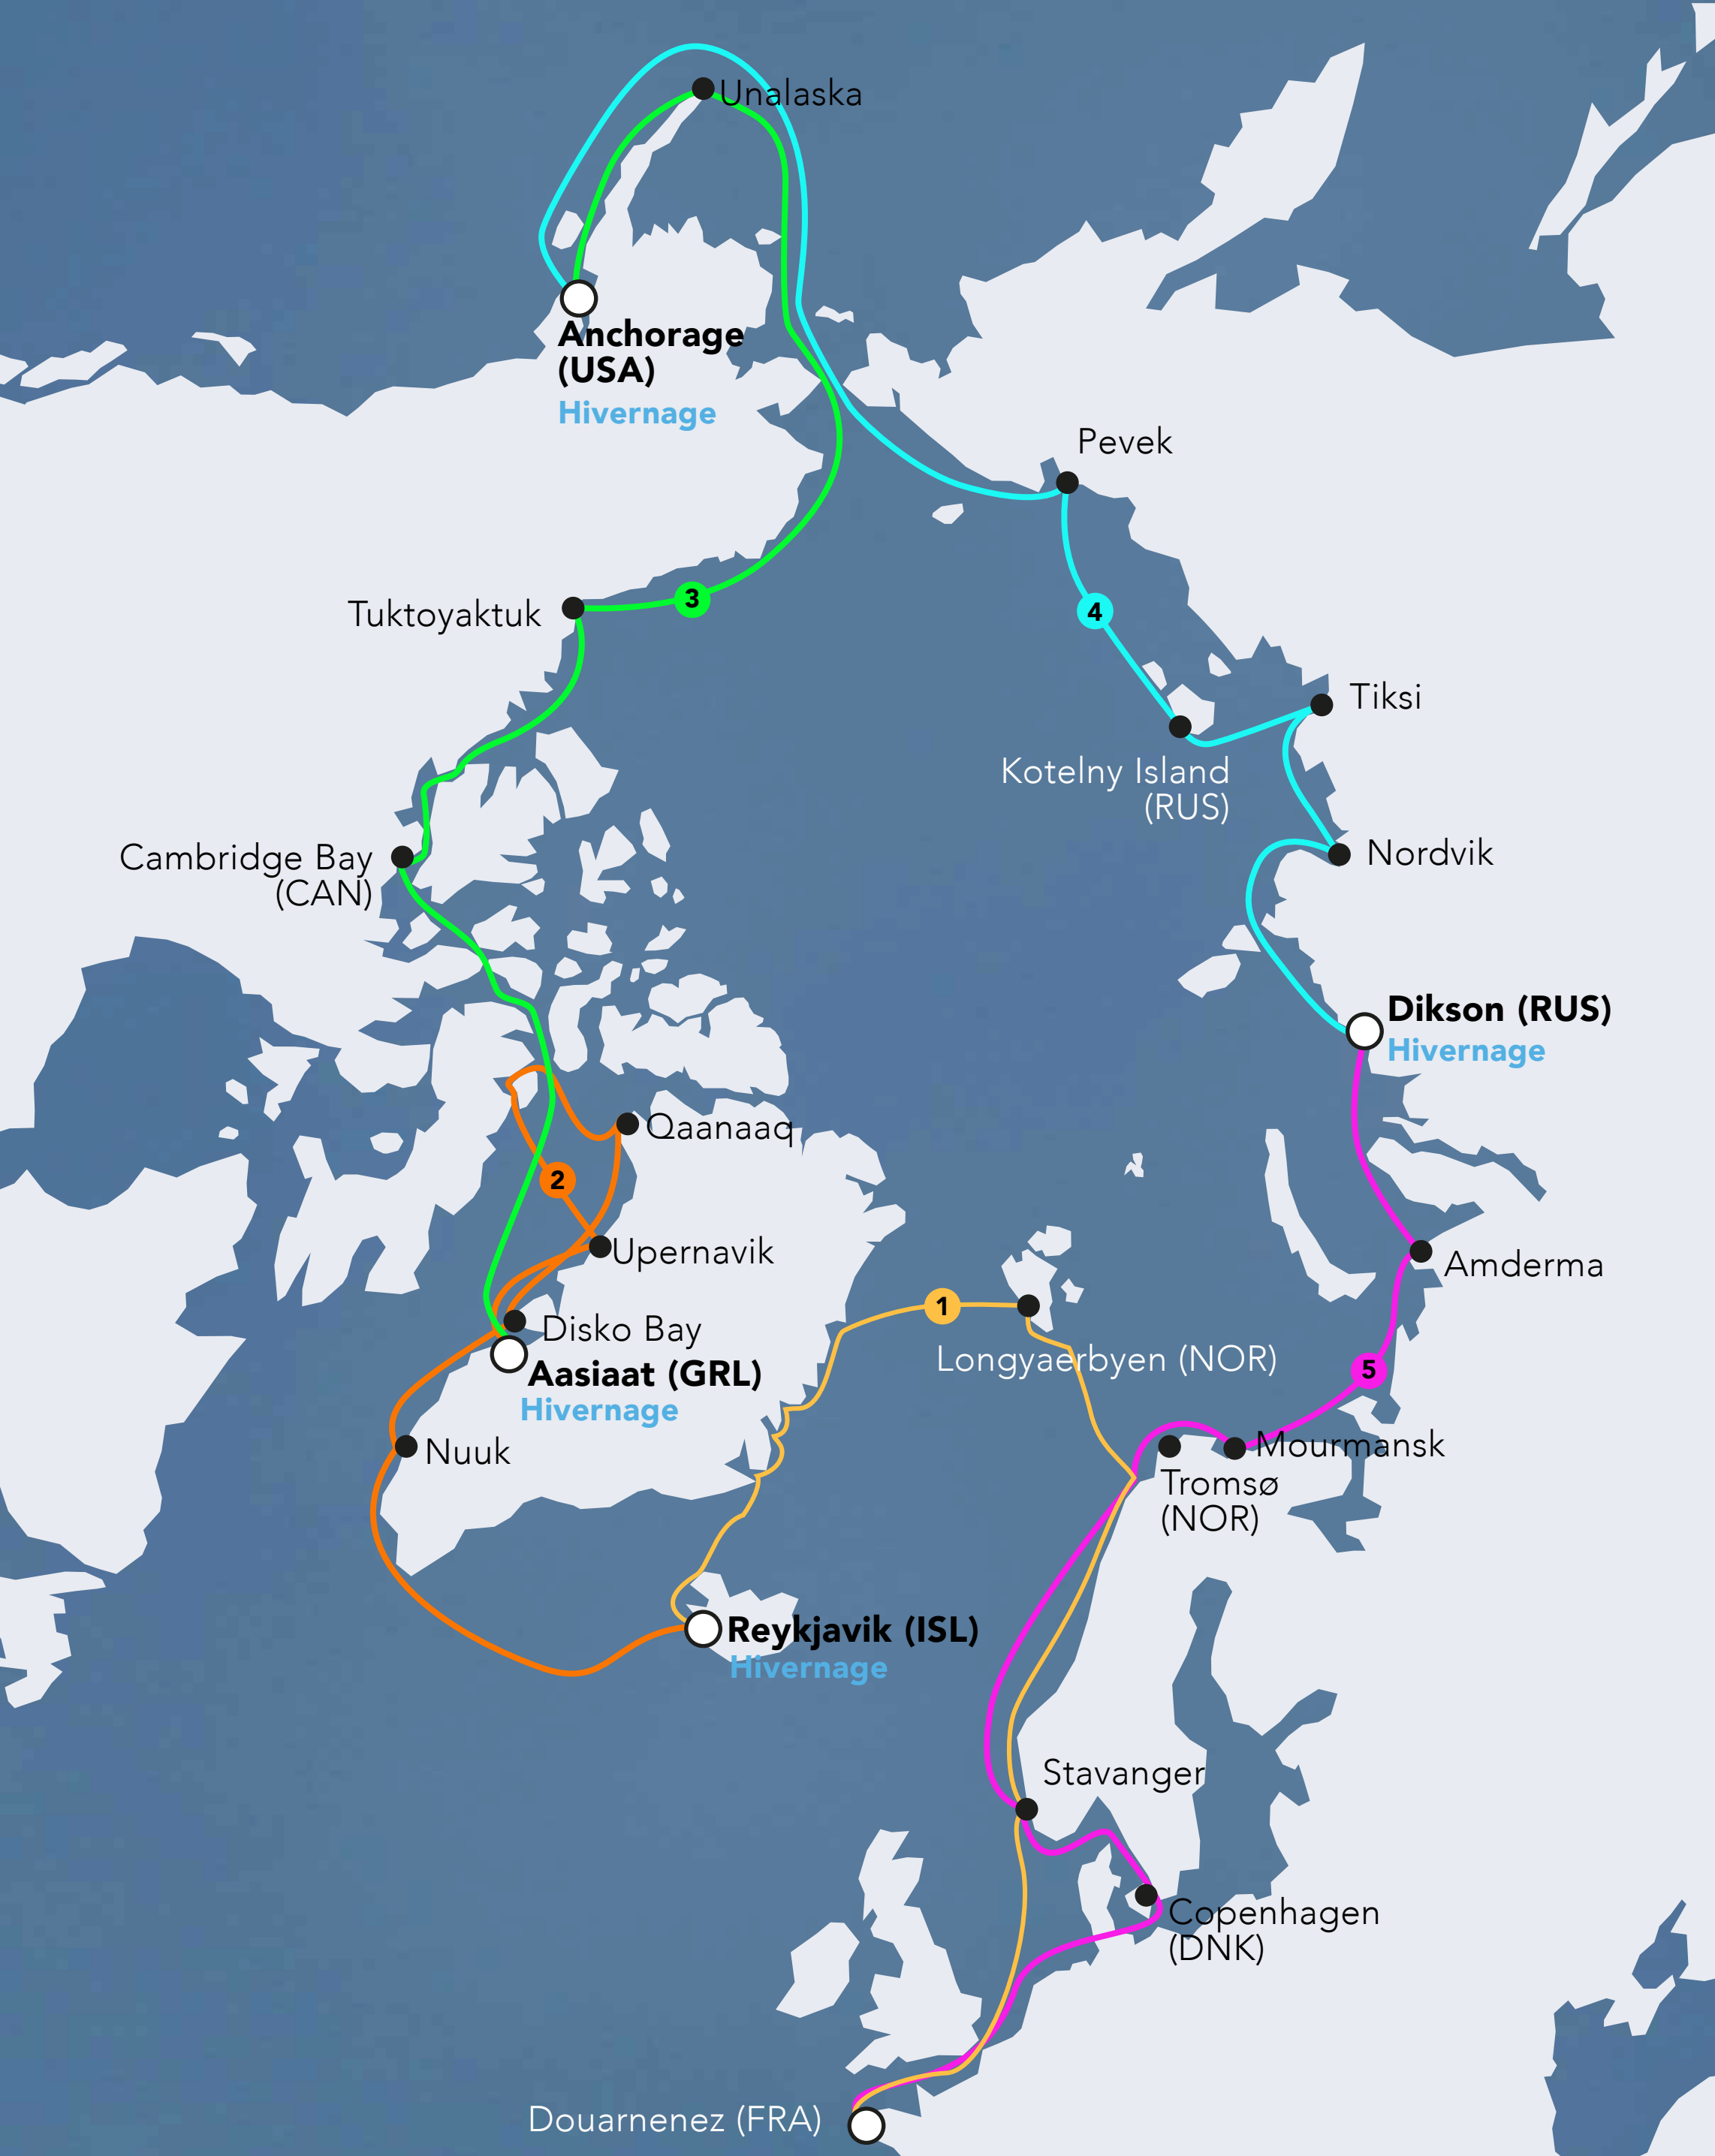 Unalaska
Anchorage
(USA)
Hivernage
Pevek
3
4
Tuktoyaktuk
Tiksi
Kotelny Island
(RUS)
Cambridge Bay
(CAN)
Nordvik
Dikson (RUS)
Hivernage
Qaanaaq
2
Upernavik
Amderma
1
Disko Bay
Longyaerbyen (NOR)
Aasiaat (GRL)
Hivernage
5
Nuuk
Mourmansk
Tromsø
(NOR)
Reykjavik (ISL)
Hivernage
Stavanger
Copenhagen
(DNK)
Douarnenez (FRA)